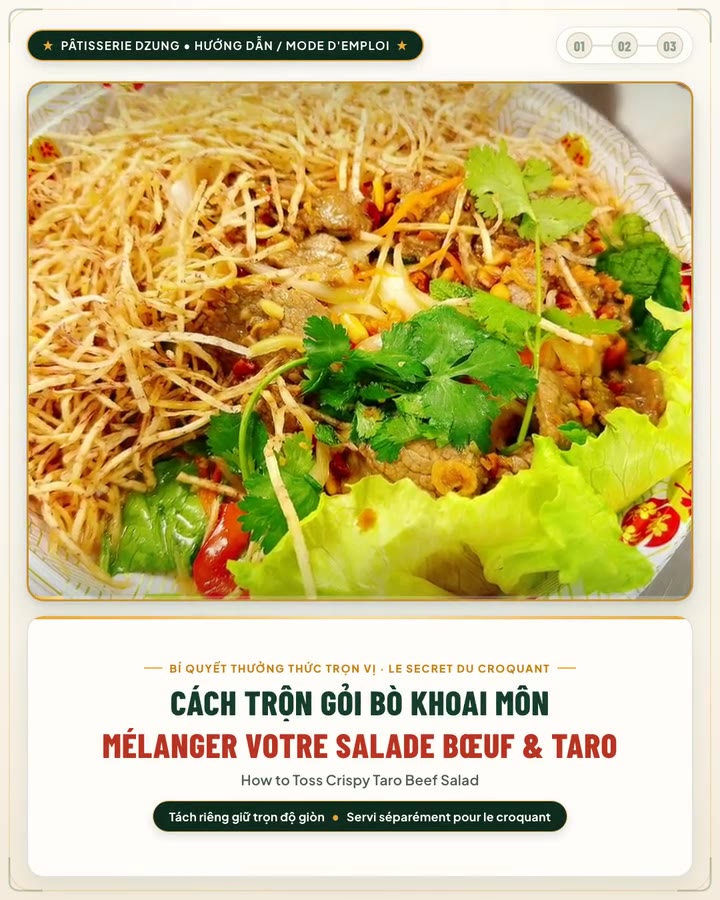 ★ PÂTISSERIE DZUNG • HƯỚNG DẪN / MODE D'EMPLOI ★
01 02 03
BÍ QUYẾT THƯỞNG THỨC TRỌN VỊ · LE SECRET DU CROQUANT
CÁCH TRỘN GỎI BÒ KHOAI MÔN
MÉLANGER VOTRE SALADE BŒUF & TARO
How to Toss Crispy Taro Beef Salad
Tách riêng giữ trọn độ giòn • Servi séparément pour le croquant